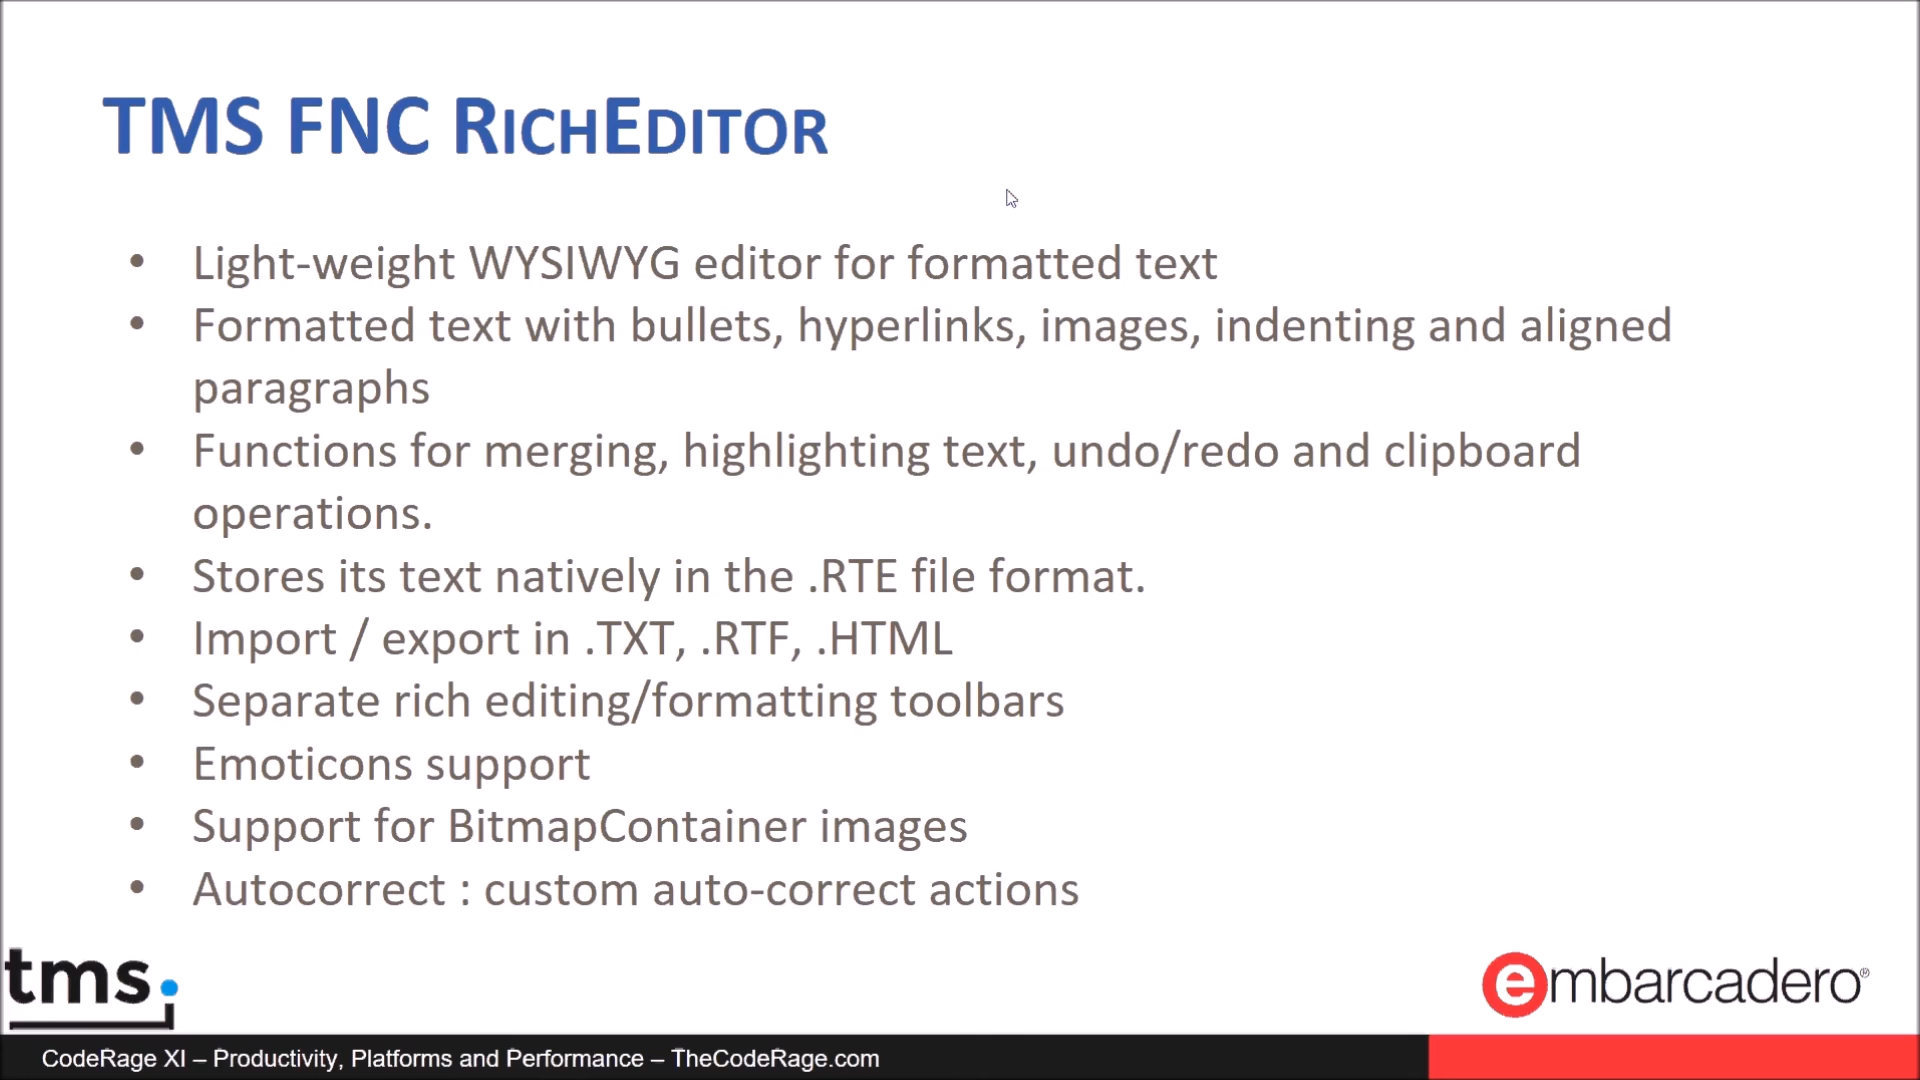 TMS FNC RICHEDITOR
• Light-weight WYSIWYG editor for formatted text
• Formatted text with bullets, hyperlinks, images, indenting and aligned
paragraphs
• Functions for merging, highlighting text, undo/redo and clipboard
operations.
• Stores its text natively in the .RTE file format.
• Import / export in .TXT, .RTF, .HTML
• Separate rich editing/formatting toolbars
• Emoticons support
• Support for BitmapContainer images
• Autocorrect : custom auto-correct actions
tms
embarcadero®
CodeRage XI – Productivity, Platforms and Performance – TheCodeRage.com